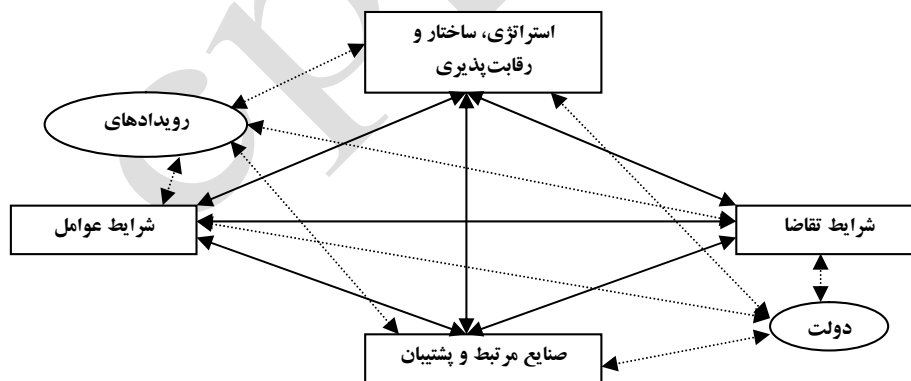 استراتژی، ساختار و
رقابت‌پذیری
رویدادهای
شرایط عوامل
شرایط تقاضا
دولت
صنایع مرتبط و پشتیبان